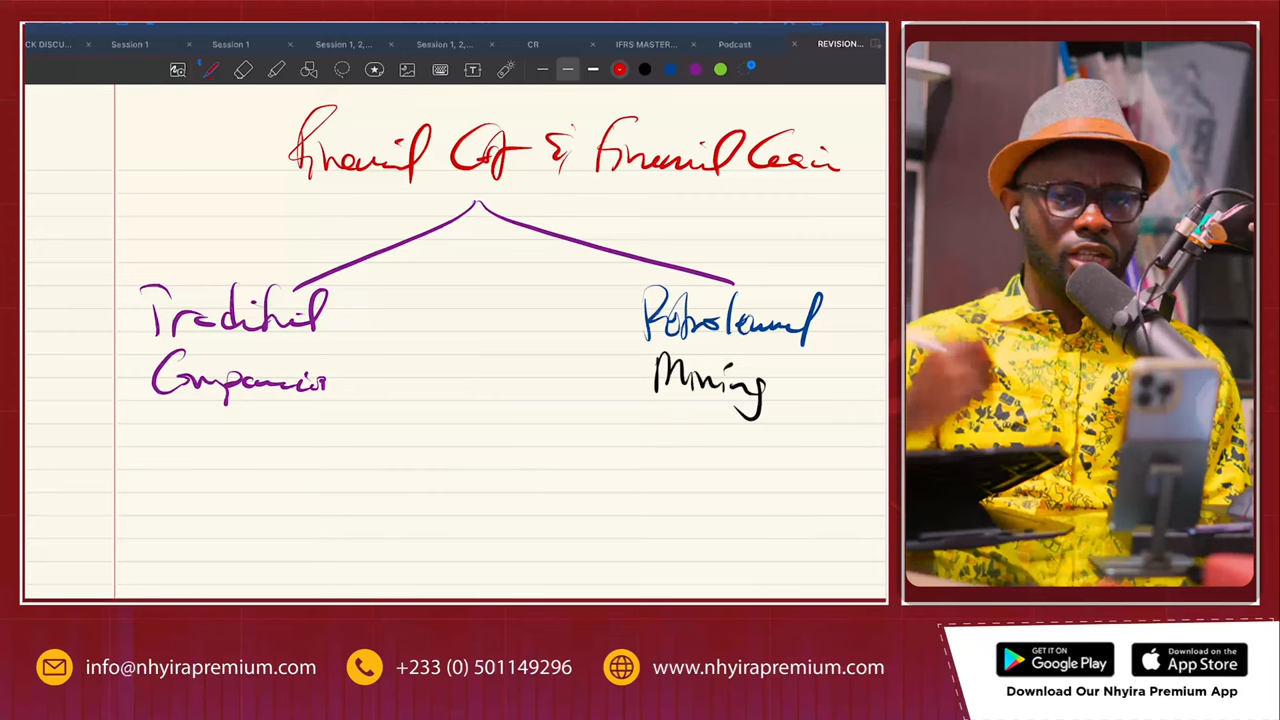 CK DISCU... × Session 1 × Session 1 × Session 1, 2,... × Session 1, 2,... × CR × IFRS MASTER... × Podcast × REVISION...
Financial Cost & Financial Gain
Traditional
Companies
Petroleum
Mining
info@nhyirapremium.com
+233 (0) 501149296
www.nhyirapremium.com
GET IT ON
Google Play
Download on the
App Store
Download Our Nhyira Premium App